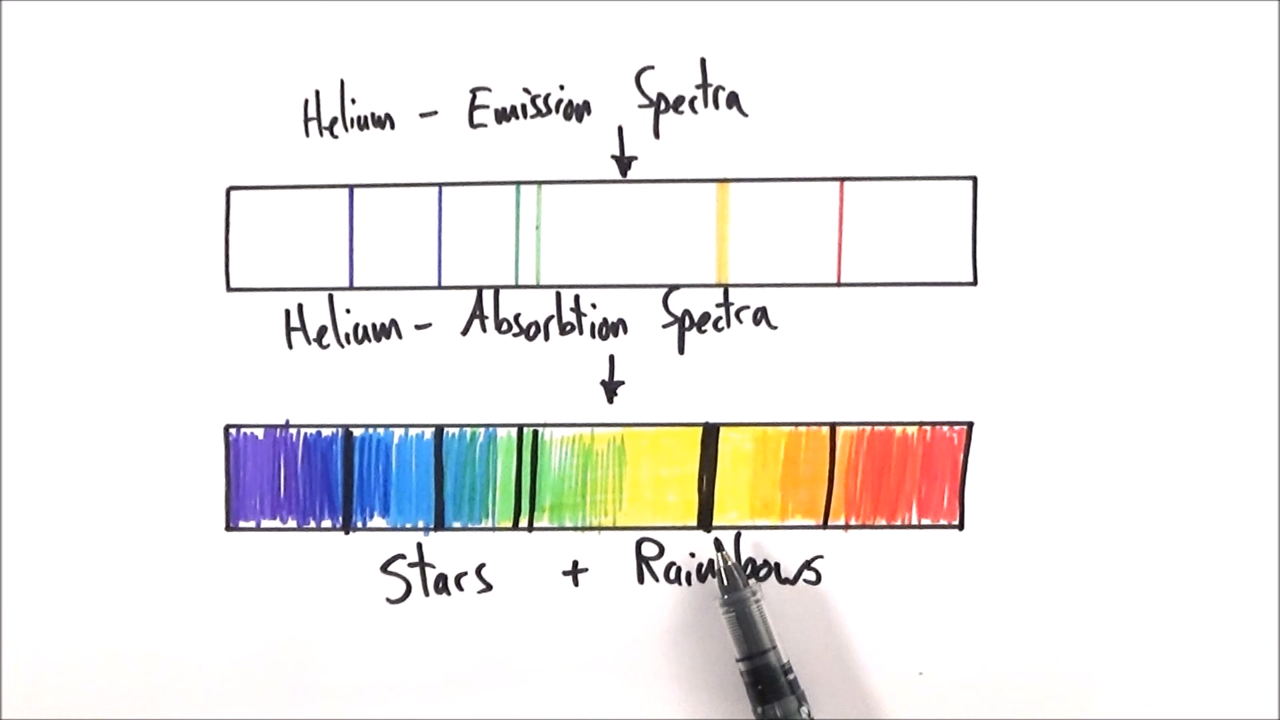 Helium - Emission Spectra
Helium - Absorbtion Spectra
Stars + Rainbows